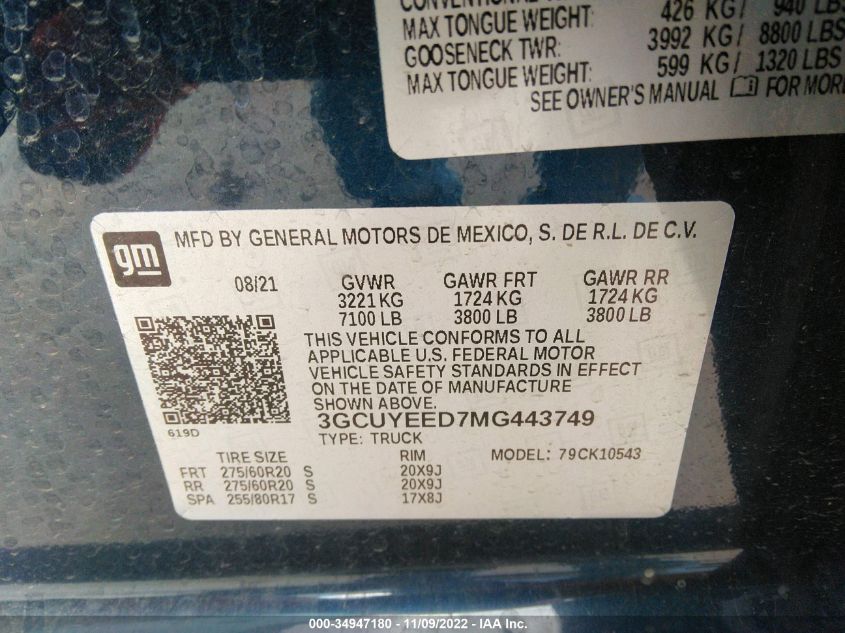 426 KG/ 940 LBS
MAX TONGUE WEIGHT:
GOOSENECK TWR: 3992 KG/ 8800 LBS
MAX TONGUE WEIGHT: 599 KG/ 1320 LBS
SEE OWNER'S MANUAL FOR MORE
gm
MFD BY GENERAL MOTORS DE MEXICO, S. DE R.L. DE C.V.
08/21 GVWR GAWR FRT GAWR RR
3221 KG 1724 KG 1724 KG
7100 LB 3800 LB 3800 LB
THIS VEHICLE CONFORMS TO ALL
APPLICABLE U.S. FEDERAL MOTOR
VEHICLE SAFETY STANDARDS IN EFFECT
ON THE DATE OF MANUFACTURE
SHOWN ABOVE.
3GCUYEED7MG443749
619D
TYPE: TRUCK
TIRE SIZE RIM MODEL: 79CK10543
FRT 275/60R20 S 20X9J
RR 275/60R20 S 20X9J
SPA 255/80R17 S 17X8J
000-34947180 - 11/09/2022 - IAA Inc.